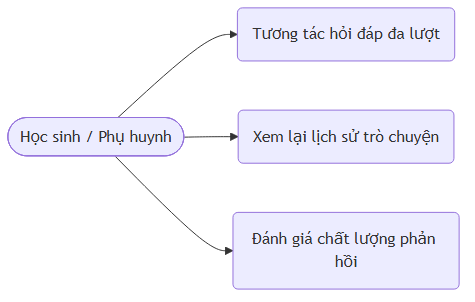 Tương tác hỏi đáp đa lượt
Học sinh / Phụ huynh
Xem lại lịch sử trò chuyện
Đánh giá chất lượng phản
hồi